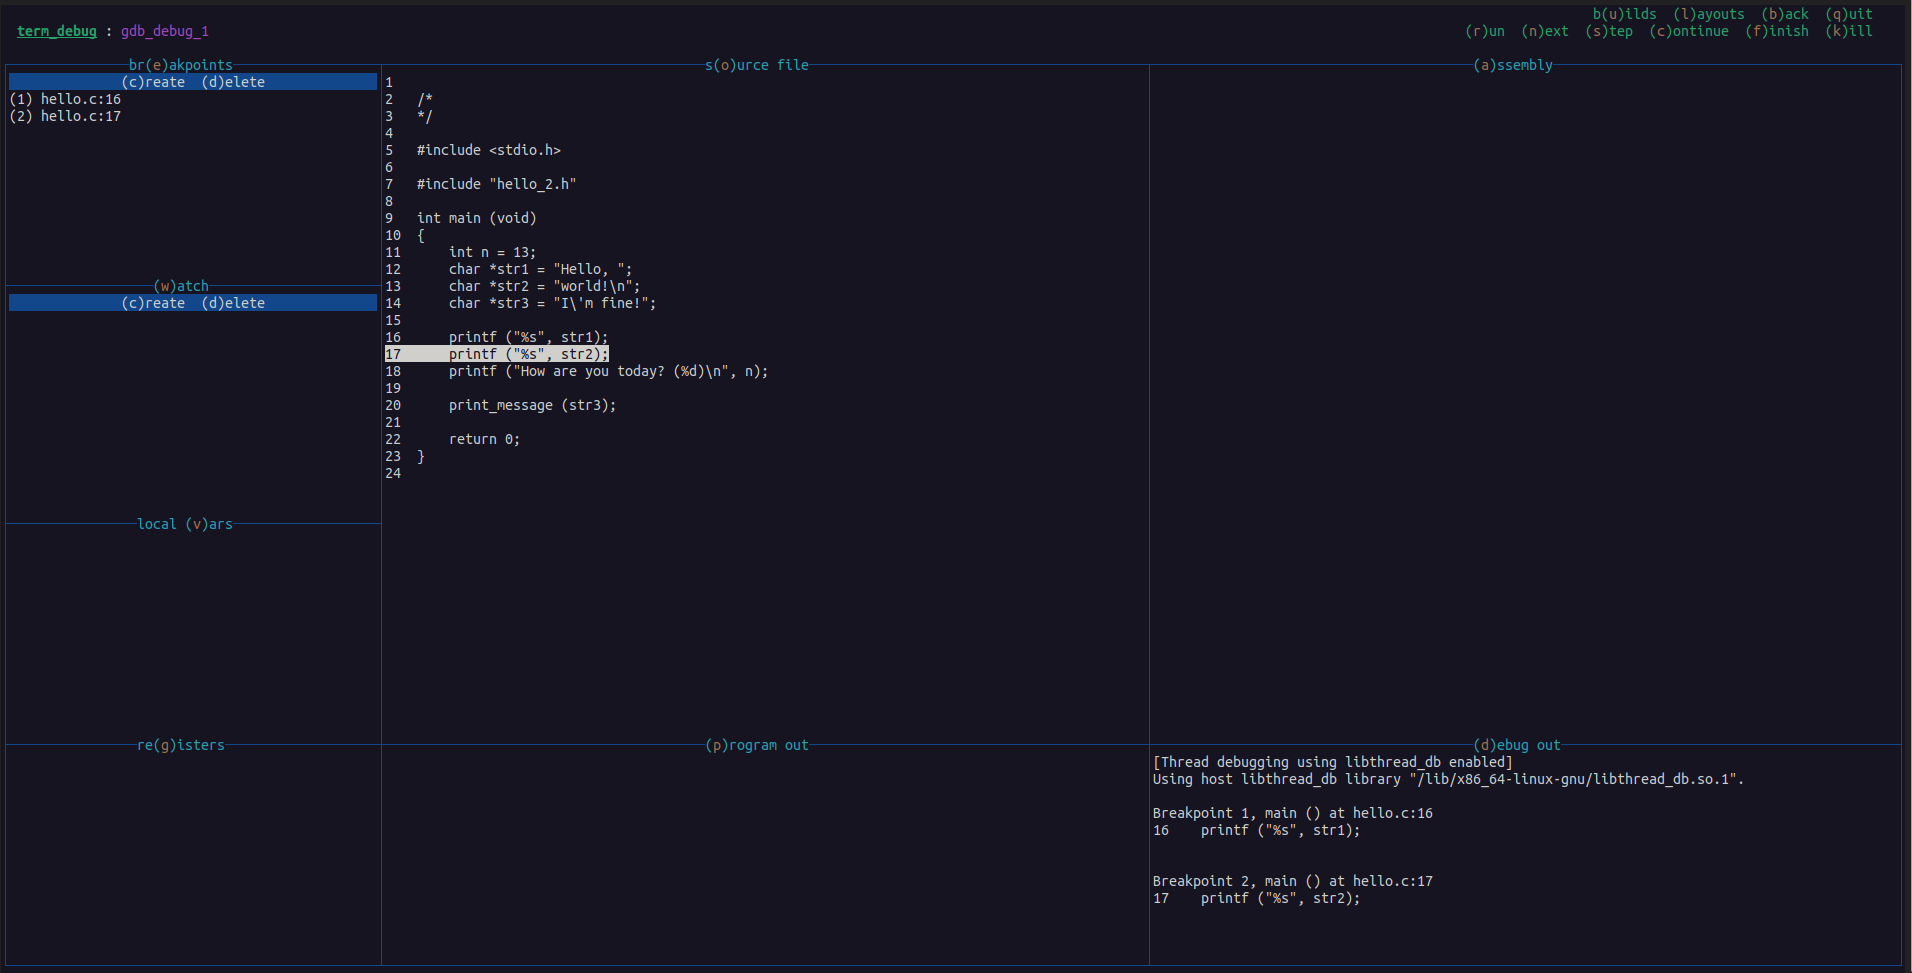 b(u)ilds  (l)ayouts  (b)ack  (q)uit
term_debug : gdb_debug_1
(r)un  (n)ext  (s)tep  (c)ontinue  (f)inish  (k)ill
br(e)akpoints
(c)reate  (d)elete
(1) hello.c:16
(2) hello.c:17
(w)atch
(c)reate  (d)elete
local (v)ars
re(g)isters
s(o)urce file
1
2   /*
3   */
4
5   #include <stdio.h>
6
7   #include "hello_2.h"
8
9   int main (void)
10  {
11      int n = 13;
12      char *str1 = "Hello, ";
13      char *str2 = "world!\n";
14      char *str3 = "I\'m fine!";
15
16      printf ("%s", str1);
17      printf ("%s", str2);
18      printf ("How are you today? (%d)\n", n);
19
20      print_message (str3);
21
22      return 0;
23  }
24
(p)rogram out
(a)ssembly
(d)ebug out
[Thread debugging using libthread_db enabled]
Using host libthread_db library "/lib/x86_64-linux-gnu/libthread_db.so.1".
Breakpoint 1, main () at hello.c:16
16    printf ("%s", str1);
Breakpoint 2, main () at hello.c:17
17    printf ("%s", str2);